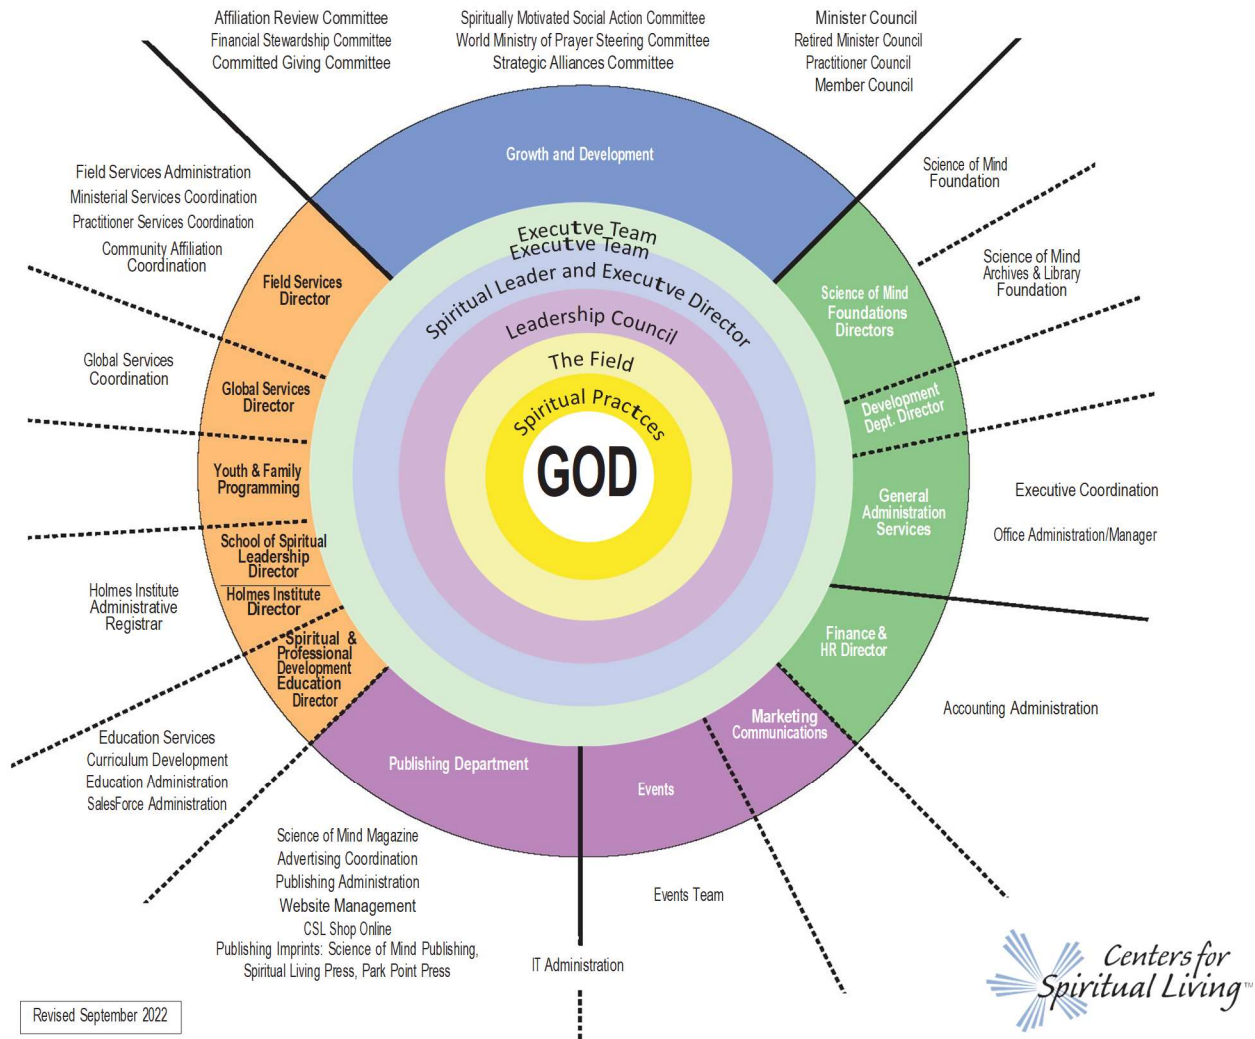 Affiliation Review Committee
Financial Stewardship Committee
Committed Giving Committee
Spiritually Motivated Social Action Committee
World Ministry of Prayer Steering Committee
Strategic Alliances Committee
Minister Council
Retired Minister Council
Practitioner Council
Member Council
Growth and Development
Field Services Administration
Ministerial Services Coordination
Practitioner Services Coordination
Community Affiliation
Coordination
Field Services
Director
Global Services
Coordination
Global Services
Director
Youth & Family
Programming
School of Spiritual
Leadership
Director
Holmes Institute
Director
Holmes Institute
Administrative
Registrar
Spiritual &
Professional
Development
Education
Director
Education Services
Curriculum Development
Education Administration
SalesForce Administration
Executive Team
Executive Team
Spiritual Leader and Executive Director
Leadership Council
The Field
Spiritual Practces
GOD
Science of Mind
Foundation
Science of Mind
Archives & Library
Foundation
Science of Mind
Foundations
Directors
Development
Dept. Director
General
Administration
Services
Executive Coordination
Office Administration/Manager
Finance &
HR Director
Accounting Administration
Marketing
Communications
Events
Events Team
Publishing Department
Science of Mind Magazine
Advertising Coordination
Publishing Administration
Website Management
CSL Shop Online
Publishing Imprints: Science of Mind Publishing,
Spiritual Living Press, Park Point Press
IT Administration
Revised September 2022
Centers for
Spiritual Living™